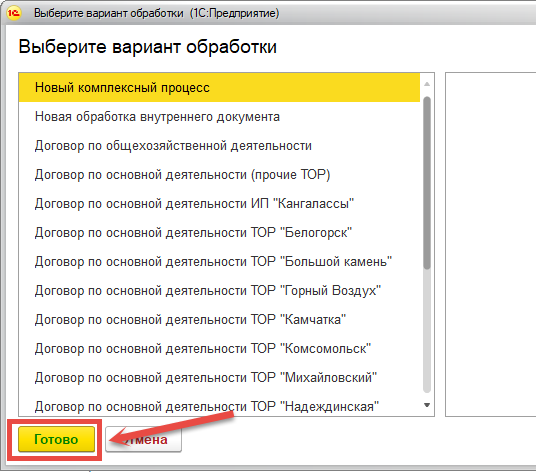 1С Выберите вариант обработки (1С:Предприятие)
Выберите вариант обработки
Новый комплексный процесс
Новая обработка внутреннего документа
Договор по общехозяйственной деятельности
Договор по основной деятельности (прочие ТОР)
Договор по основной деятельности ИП "Кангалассы"
Договор по основной деятельности ТОР "Белогорск"
Договор по основной деятельности ТОР "Большой камень"
Договор по основной деятельности ТОР "Горный Воздух"
Договор по основной деятельности ТОР "Камчатка"
Договор по основной деятельности ТОР "Комсомольск"
Договор по основной деятельности ТОР "Михайловский"
Договор по основной деятельности ТОР "Надеждинская"
Готово Отмена